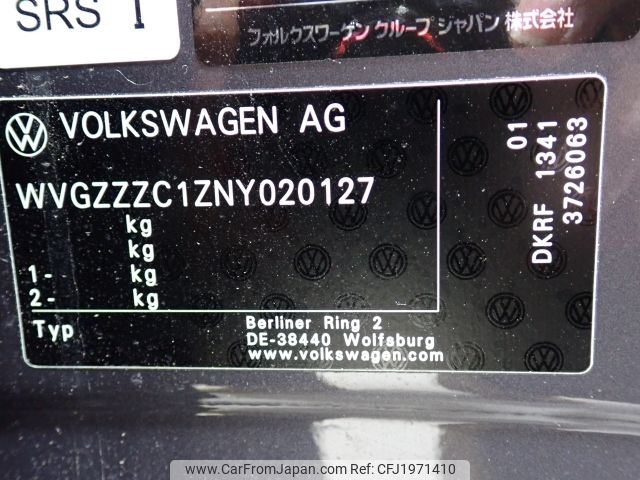 SRS I
フォルクスワーゲン グループ ジャパン 株式会社
VOLKSWAGEN AG
WVGZZZC1ZNY020127
kg
kg
1- kg
2- kg
Typ
Berliner Ring 2
DE-38440 Wolfsburg
www.volkswagen.com
01
DKRF 1341
3726063
www.CarFromJapan.com | Ref: CFJ1971410